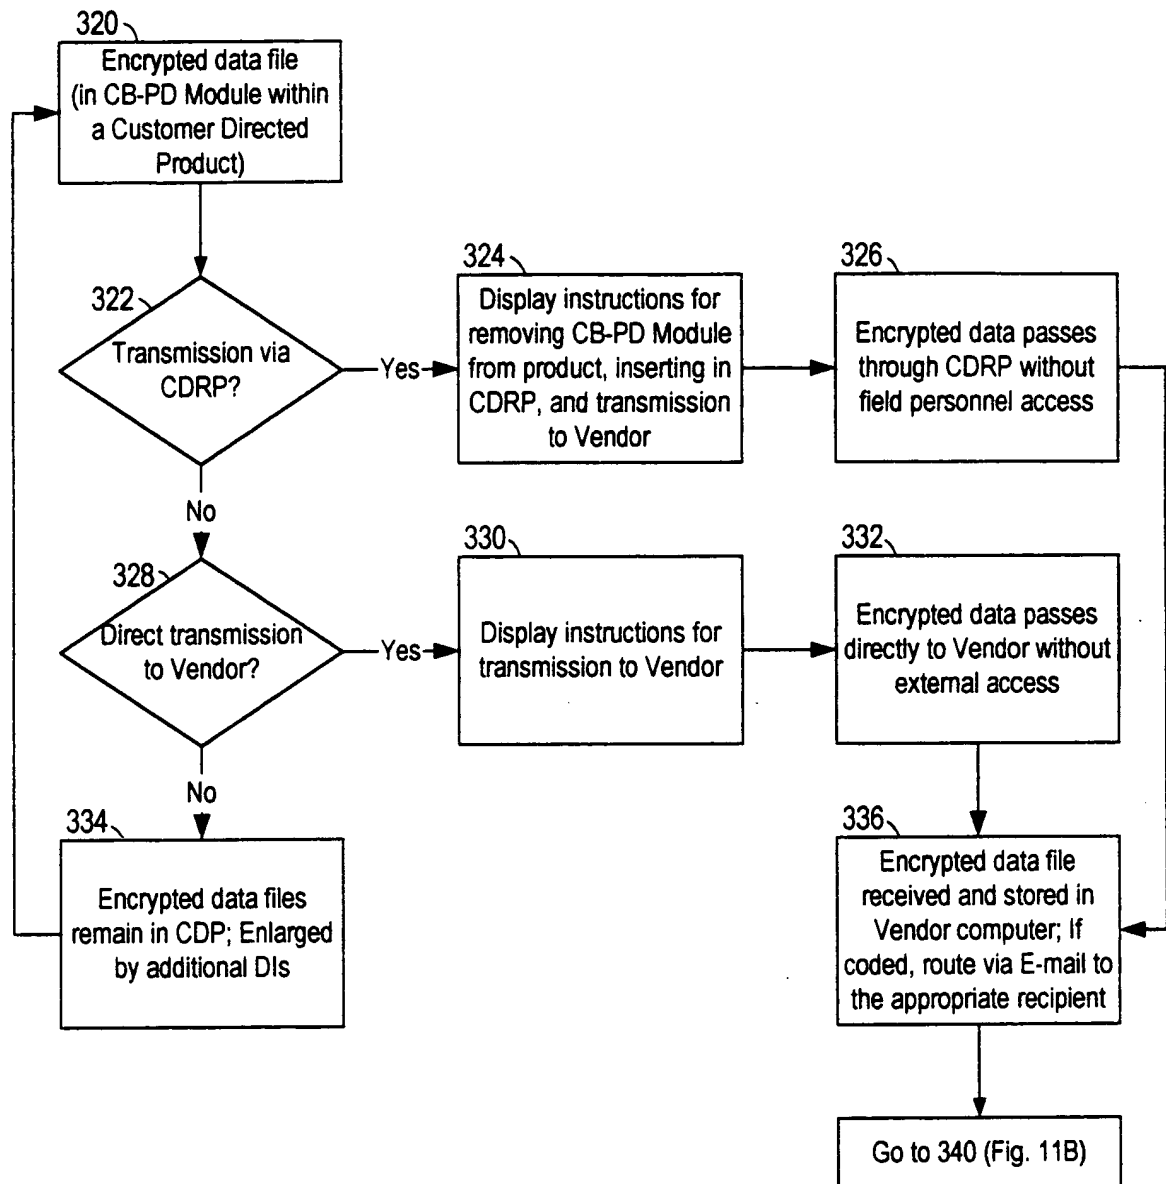 320
Encrypted data file
(in CB-PD Module within
a Customer Directed
Product)
322
Transmission via
CDRP?
Yes
324
Display instructions for
removing CB-PD Module
from product, inserting in
CDRP, and transmission
to Vendor
326
Encrypted data passes
through CDRP without
field personnel access
No
328
Direct transmission
to Vendor?
Yes
330
Display instructions for
transmission to Vendor
332
Encrypted data passes
directly to Vendor without
external access
No
334
Encrypted data files
remain in CDP; Enlarged
by additional DIs
336
Encrypted data file
received and stored in
Vendor computer; If
coded, route via E-mail to
the appropriate recipient
Go to 340 (Fig. 11B)